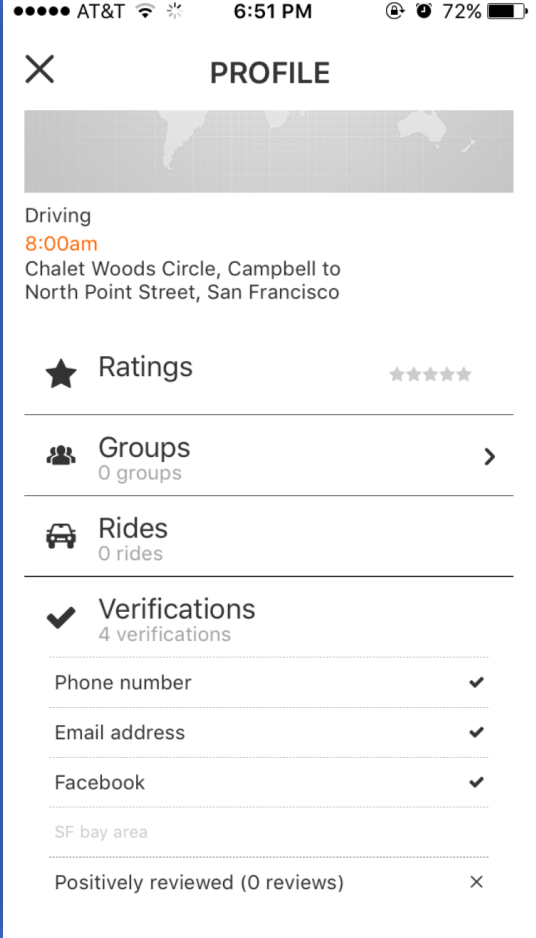 AT&T 6:51 PM 72%
PROFILE
Driving
8:00am
Chalet Woods Circle, Campbell to
North Point Street, San Francisco
Ratings
Groups
0 groups
Rides
0 rides
Verifications
4 verifications
Phone number
Email address
Facebook
SF bay area
Positively reviewed (0 reviews)